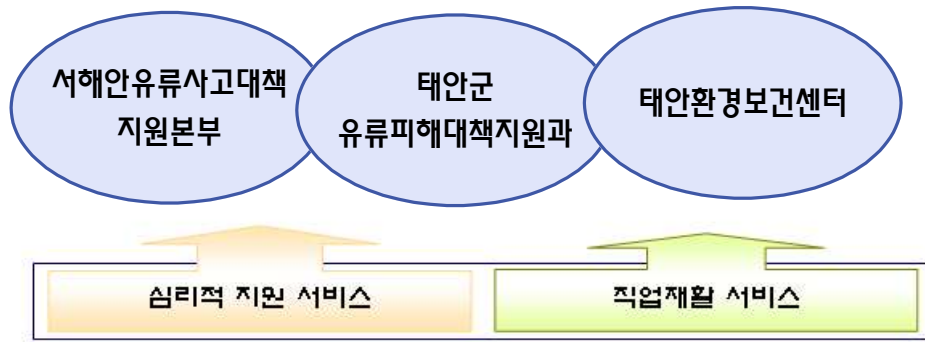 서해안유류사고대책
지원본부
태안군
유류피해대책지원과
태안환경보건센터
심리적 지원 서비스
직업재활 서비스